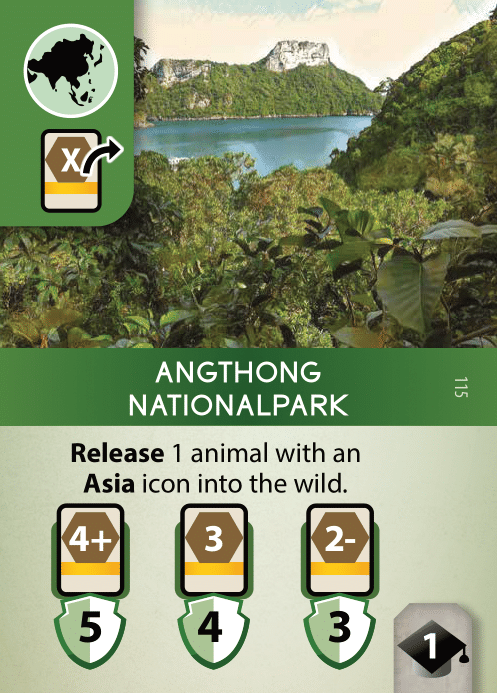 X
ANGTHONG
NATIONALPARK
115
Release 1 animal with an
Asia icon into the wild.
4+ 3 2-
5 4 3
1